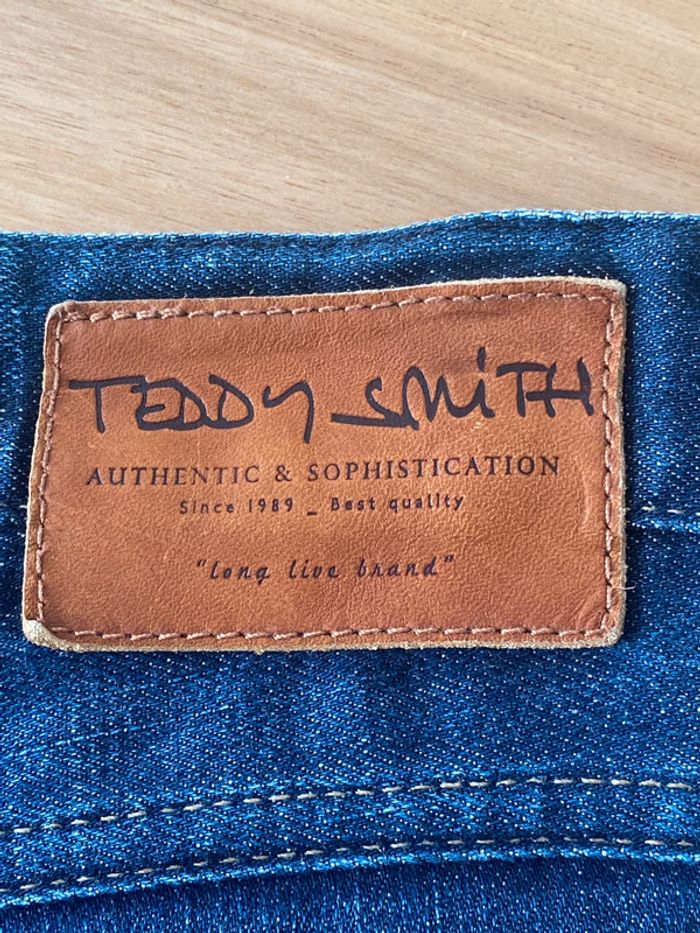 TEDDY SMiTH
AUTHENTIC & SOPHISTICATION
Since 1989 _ Best quality
"long live brand"